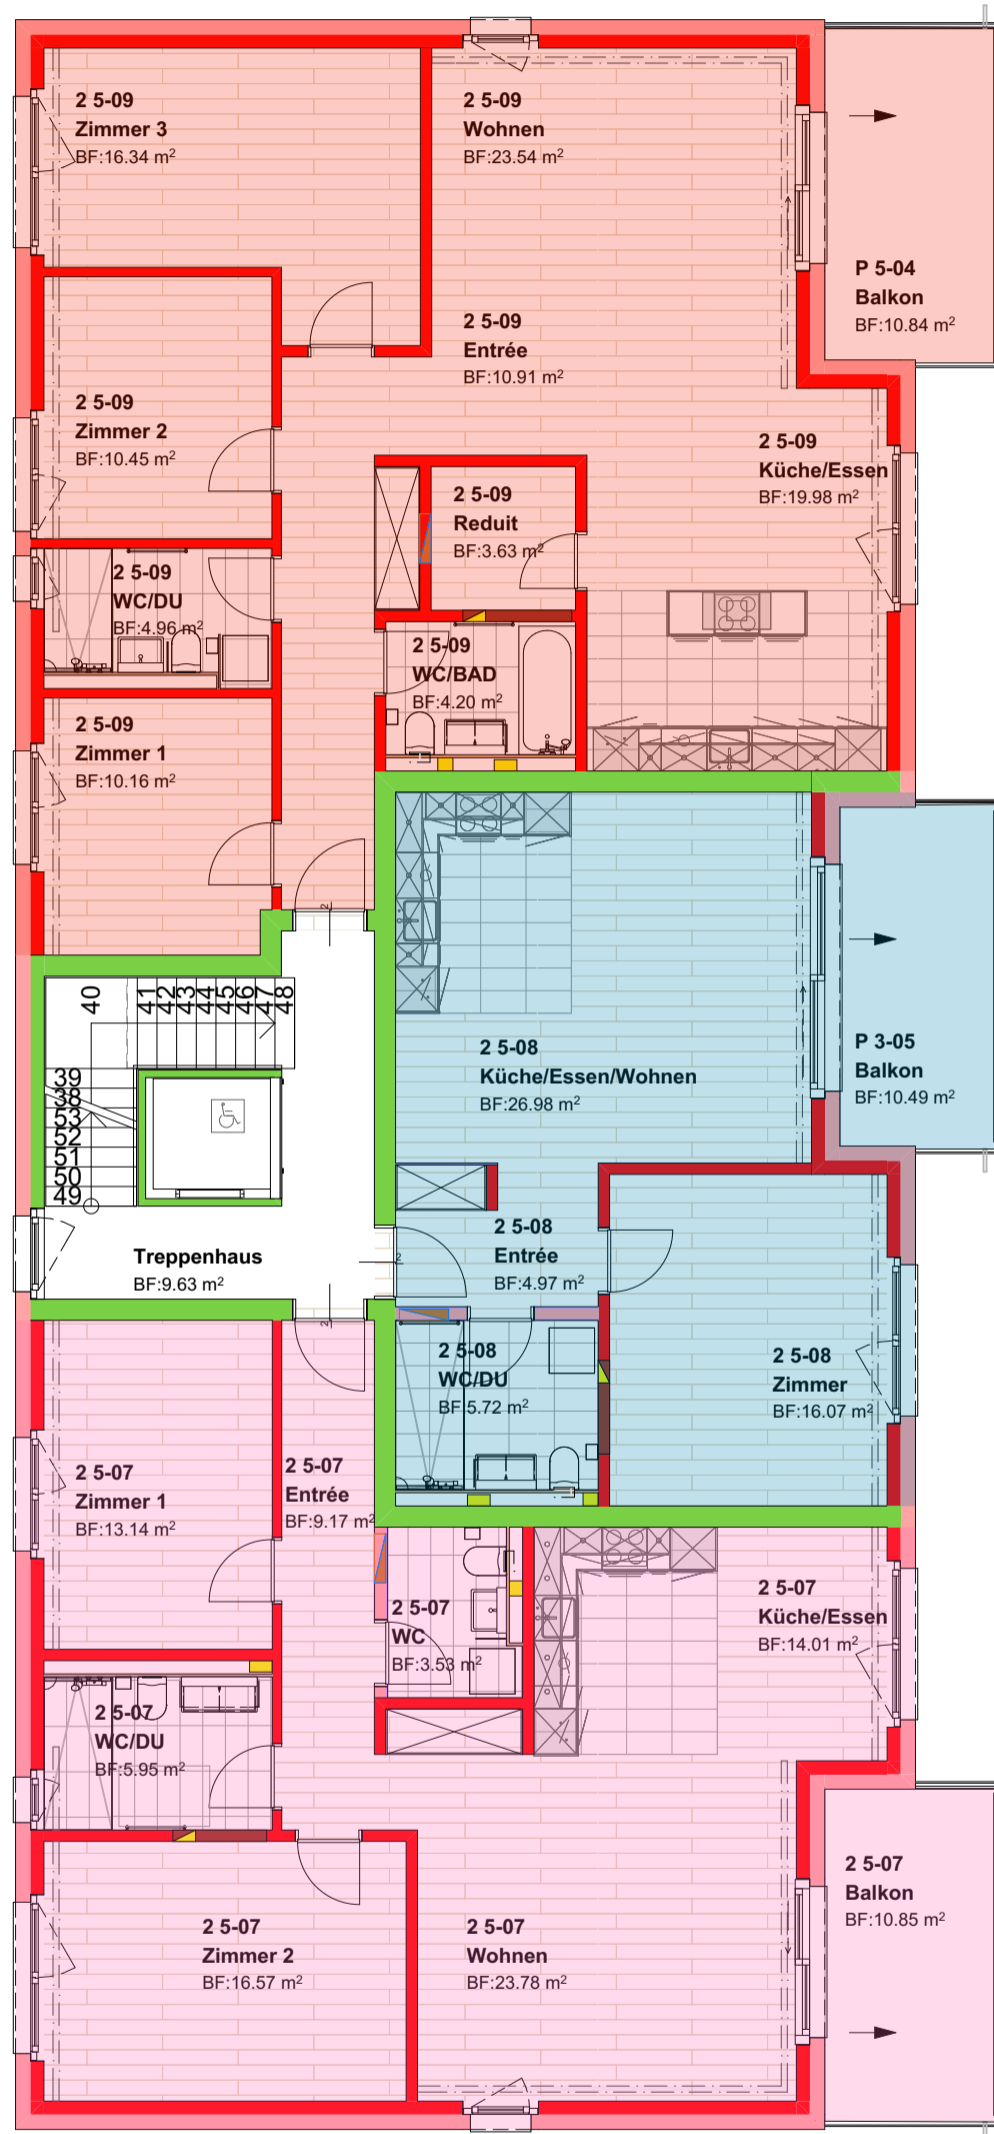 2 5-09
Zimmer 3
BF:16.34 m²
2 5-09
Wohnen
BF:23.54 m²
P 5-04
Balkon
BF:10.84 m²
2 5-09
Entrée
BF:10.91 m²
2 5-09
Zimmer 2
BF:10.45 m²
2 5-09
Küche/Essen
BF:19.98 m²
2 5-09
Reduit
BF:3.63 m²
2 5-09
WC/DU
BF:4.96 m²
2 5-09
WC/BAD
BF:4.20 m²
2 5-09
Zimmer 1
BF:10.16 m²
2
40
41
42
43
44
45
46
47
48
39
38
53
52
51
50
49
2 5-08
Küche/Essen/Wohnen
BF:26.98 m²
P 3-05
Balkon
BF:10.49 m²
Treppenhaus
BF:9.63 m²
2
2
2 5-08
Entrée
BF:4.97 m²
2 5-08
WC/DU
BF:5.72 m²
2 5-08
Zimmer
BF:16.07 m²
2 5-07
Zimmer 1
BF:13.14 m²
2 5-07
Entrée
BF:9.17 m²
2 5-07
WC
BF:3.53 m²
2 5-07
Küche/Essen
BF:14.01 m²
2 5-07
WC/DU
BF:5.95 m²
2 5-07
Zimmer 2
BF:16.57 m²
2 5-07
Wohnen
BF:23.78 m²
2 5-07
Balkon
BF:10.85 m²